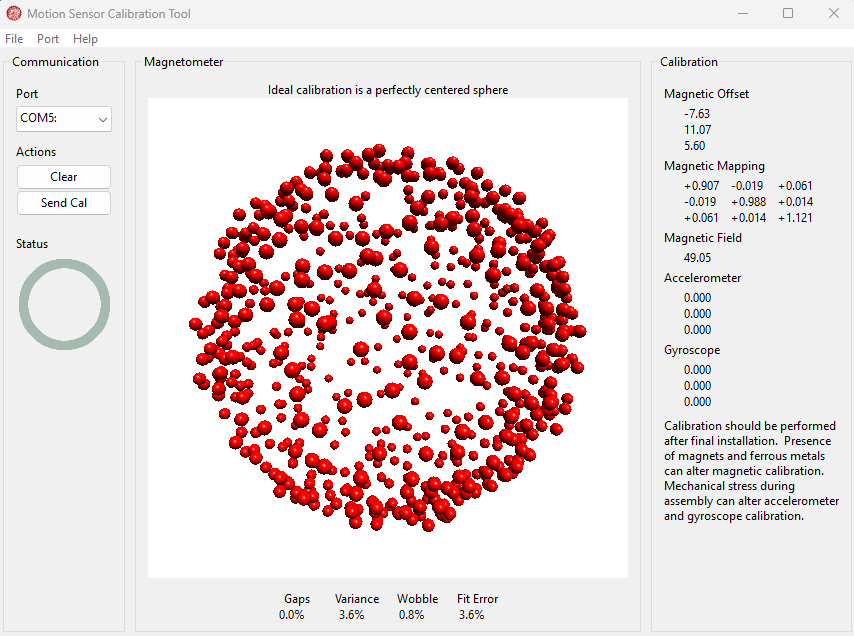 Motion Sensor Calibration Tool
File Port Help
Communication
Port
COM5:
Actions
Clear
Send Cal
Status
Magnetometer
Ideal calibration is a perfectly centered sphere
Gaps Variance Wobble Fit Error
0.0% 3.6% 0.8% 3.6%
Calibration
Magnetic Offset
-7.63
11.07
5.60
Magnetic Mapping
+0.907 -0.019 +0.061
-0.019 +0.988 +0.014
+0.061 +0.014 +1.121
Magnetic Field
49.05
Accelerometer
0.000
0.000
0.000
Gyroscope
0.000
0.000
0.000
Calibration should be performed
after final installation. Presence
of magnets and ferrous metals
can alter magnetic calibration.
Mechanical stress during
assembly can alter accelerometer
and gyroscope calibration.